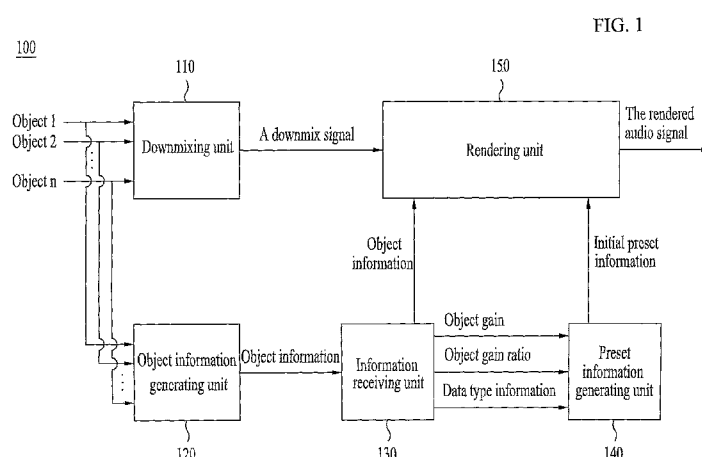 FIG. 1
100
110
150
Object 1
Object 2
Object n
Downmixing unit
A downmix signal
Rendering unit
The rendered
audio signal
Object
information
Initial preset
information
Object information
generating unit
Object information
Information
receiving unit
Object gain
Object gain ratio
Data type information
Preset
information
generating unit
120
130
140